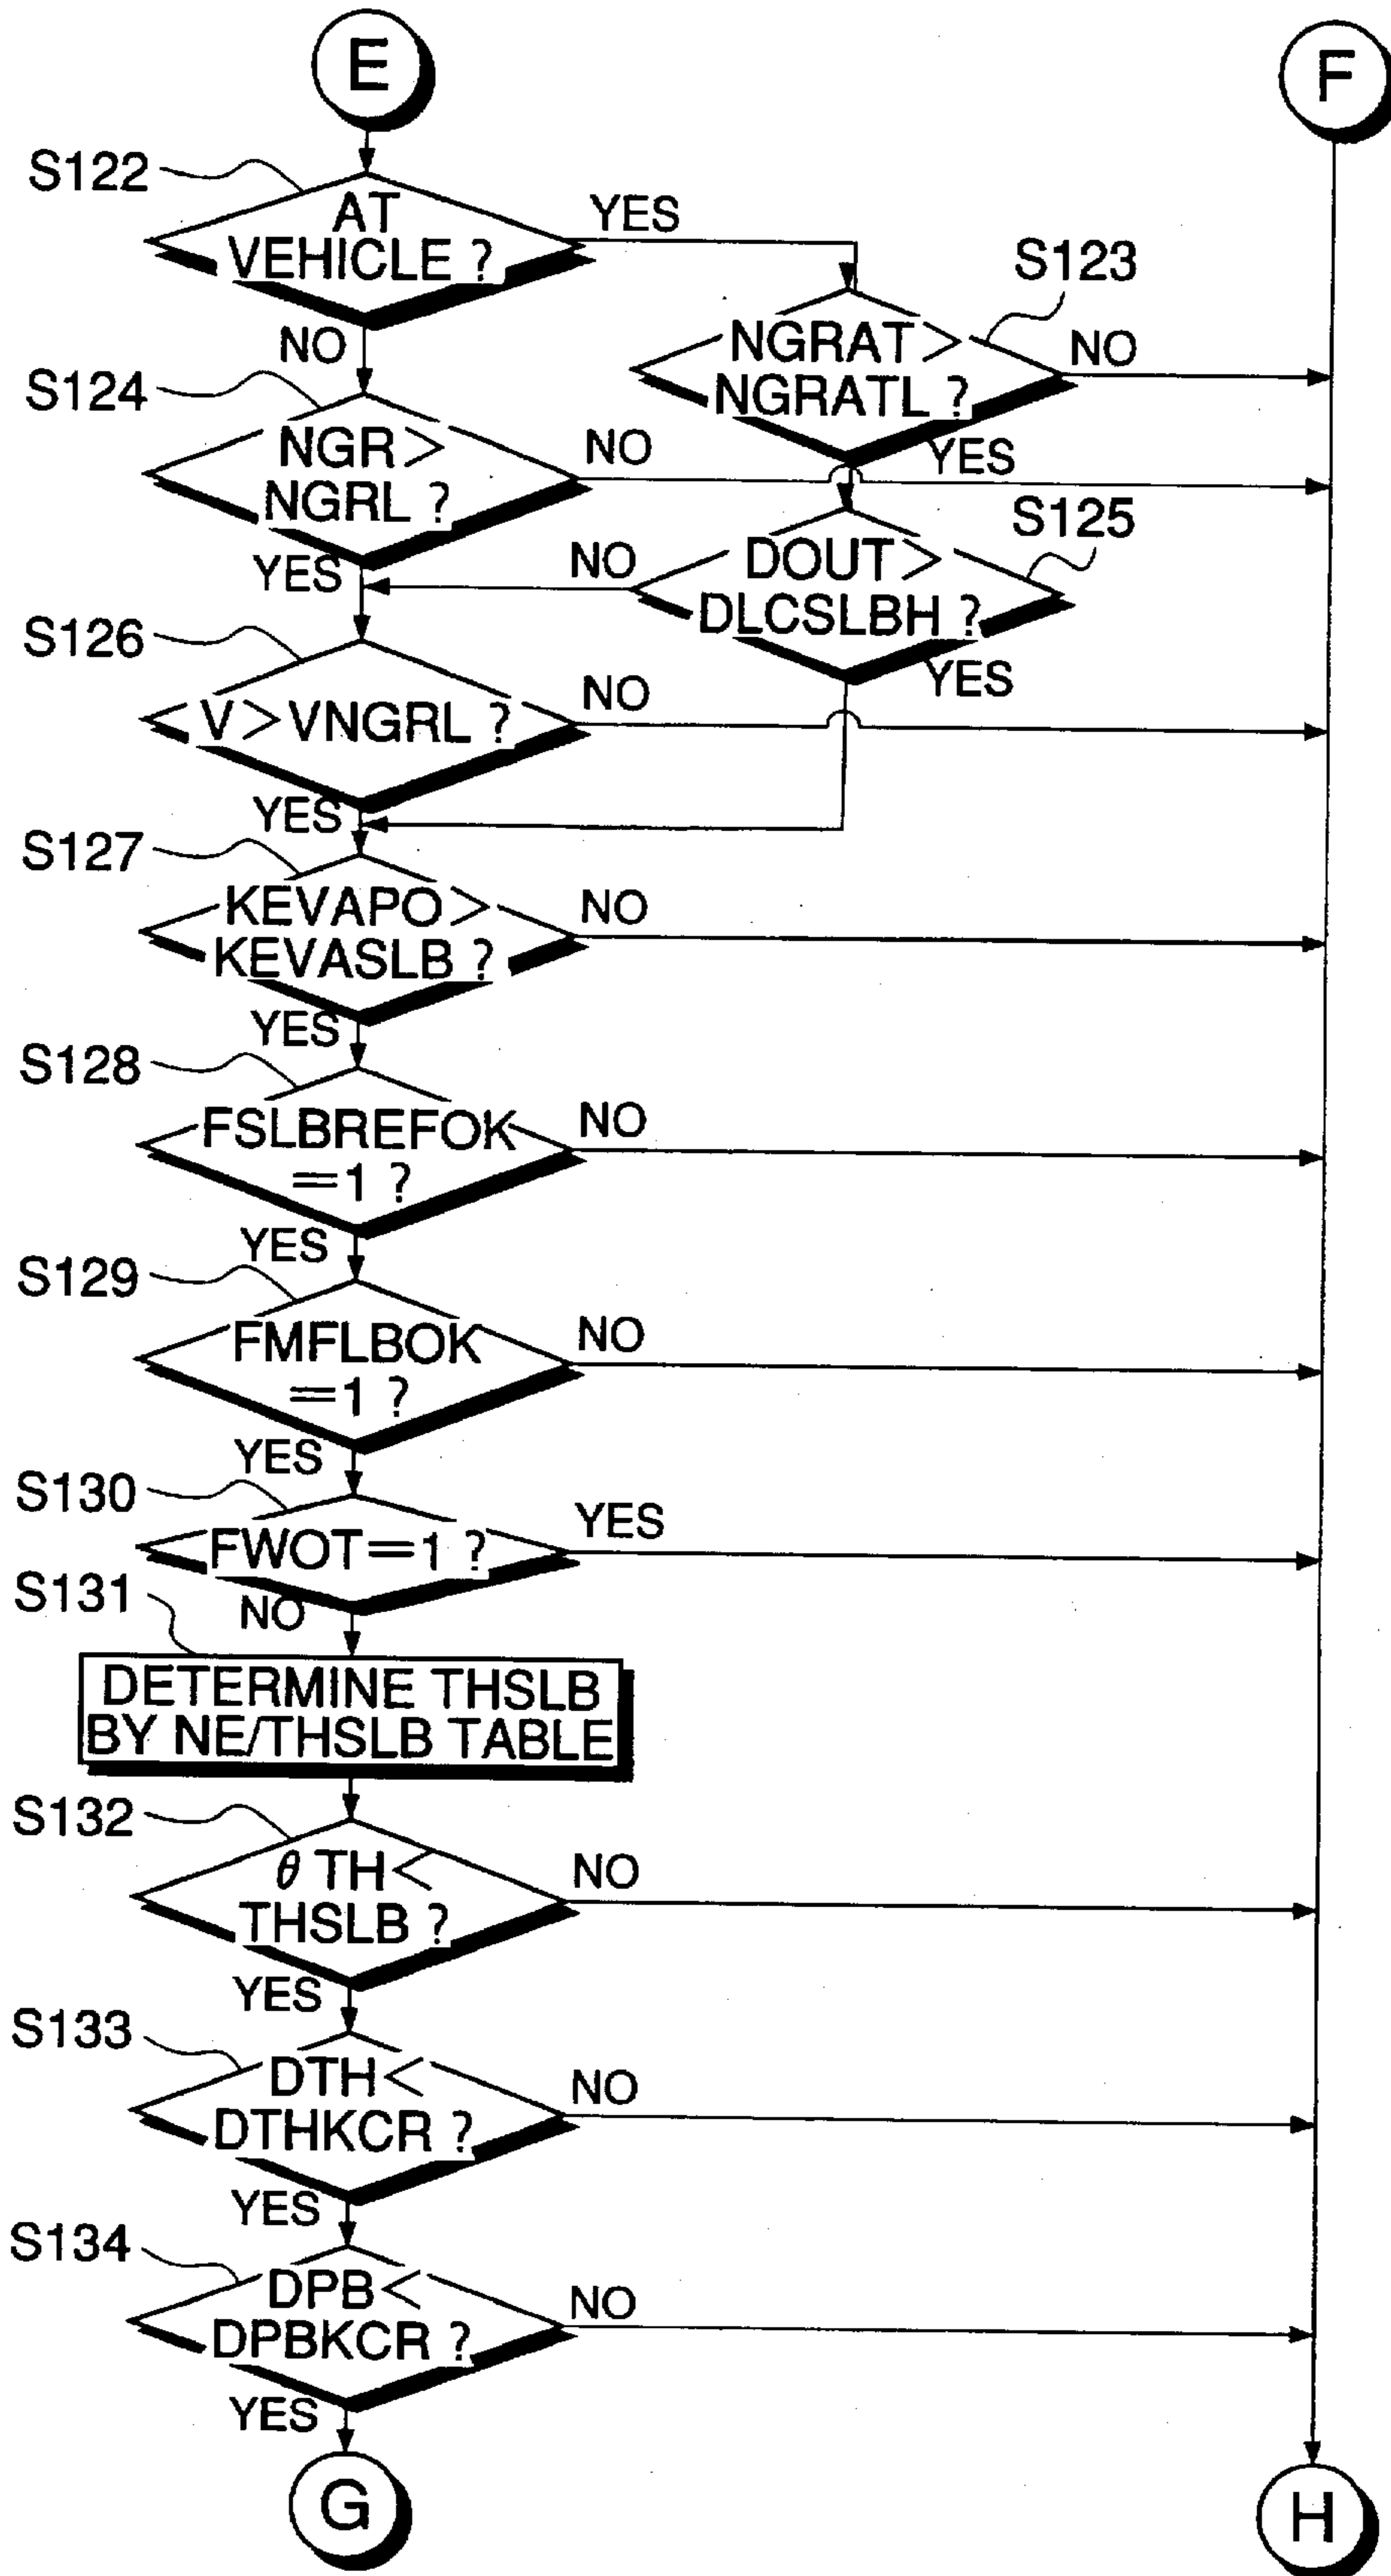 E
F
S122
AT
VEHICLE ?
YES
S123
NGRAT >
NGRATL ?
NO
NO
S124
NGR >
NGRL ?
NO
YES
S125
DOUT >
DLCSLBH ?
NO
YES
YES
S126
V > VNGRL ?
NO
YES
S127
KEVAPO >
KEVASLB ?
NO
YES
S128
FSLBREFOK
=1 ?
NO
YES
S129
FMFLBOK
=1 ?
NO
YES
S130
FWOT=1 ?
YES
NO
S131
DETERMINE THSLB
BY NE/THSLB TABLE
S132
θ TH <
THSLB ?
NO
YES
S133
DTH <
DTHKCR ?
NO
YES
S134
DPB <
DPBKCR ?
NO
YES
G
H